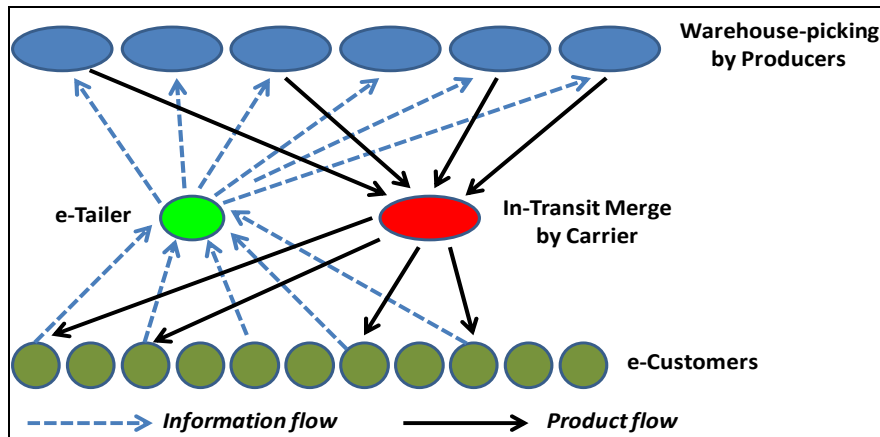 Warehouse-picking
by Producers
e-Tailer
In-Transit Merge
by Carrier
e-Customers
Information flow
Product flow